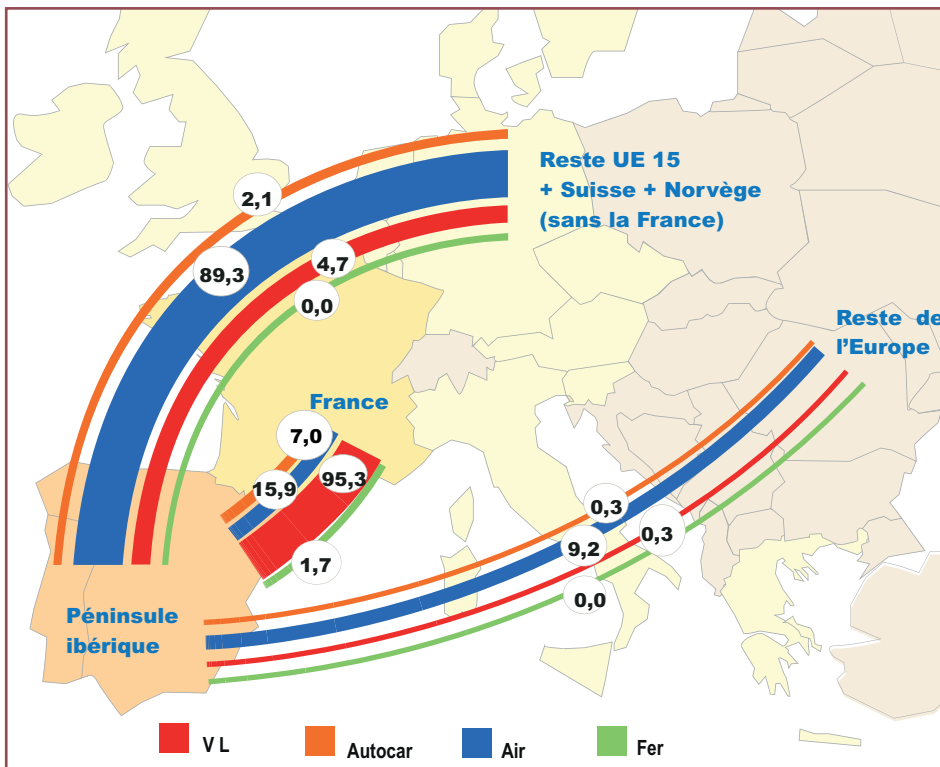 Reste UE 15
+ Suisse + Norvège
(sans la France)
2,1
89,3
4,7
0,0
Reste de
l'Europe
France
7,0
15,9
95,3
1,7
0,3
9,2
0,3
0,0
Péninsule
ibérique
V L
Autocar
Air
Fer